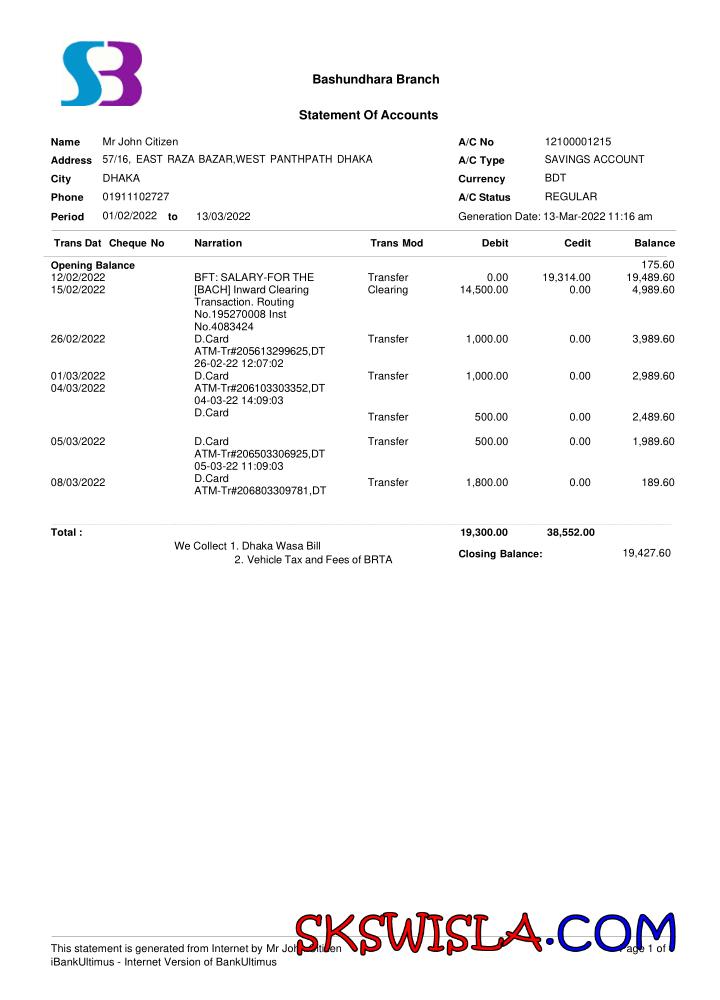 SB
Bashundhara Branch
Statement Of Accounts
Name Mr John Citizen A/C No 12100001215
Address 57/16, EAST RAZA BAZAR,WEST PANTHPATH DHAKA A/C Type SAVINGS ACCOUNT
City DHAKA Currency BDT
Phone 01911102727 A/C Status REGULAR
Period 01/02/2022 to 13/03/2022 Generation Date: 13-Mar-2022 11:16 am
Trans Dat Cheque No Narration Trans Mod Debit Cedit Balance
Opening Balance 175.60
12/02/2022 BFT: SALARY-FOR THE Transfer 0.00 19,314.00 19,489.60
15/02/2022 [BACH] Inward Clearing Clearing 14,500.00 0.00 4,989.60
Transaction. Routing
No.195270008 Inst
No.4083424
26/02/2022 D.Card Transfer 1,000.00 0.00 3,989.60
ATM-Tr#205613299625,DT
26-02-22 12:07:02
01/03/2022 D.Card Transfer 1,000.00 0.00 2,989.60
04/03/2022 ATM-Tr#206103303352,DT
04-03-22 14:09:03
D.Card Transfer 500.00 0.00 2,489.60
05/03/2022 D.Card Transfer 500.00 0.00 1,989.60
ATM-Tr#206503306925,DT
05-03-22 11:09:03
08/03/2022 D.Card Transfer 1,800.00 0.00 189.60
ATM-Tr#206803309781,DT
Total : 19,300.00 38,552.00
We Collect 1. Dhaka Wasa Bill
2. Vehicle Tax and Fees of BRTA Closing Balance: 19,427.60
SKSWISLA.COM
This statement is generated from Internet by Mr John Citizen Page 1 of
iBankUltimus - Internet Version of BankUltimus